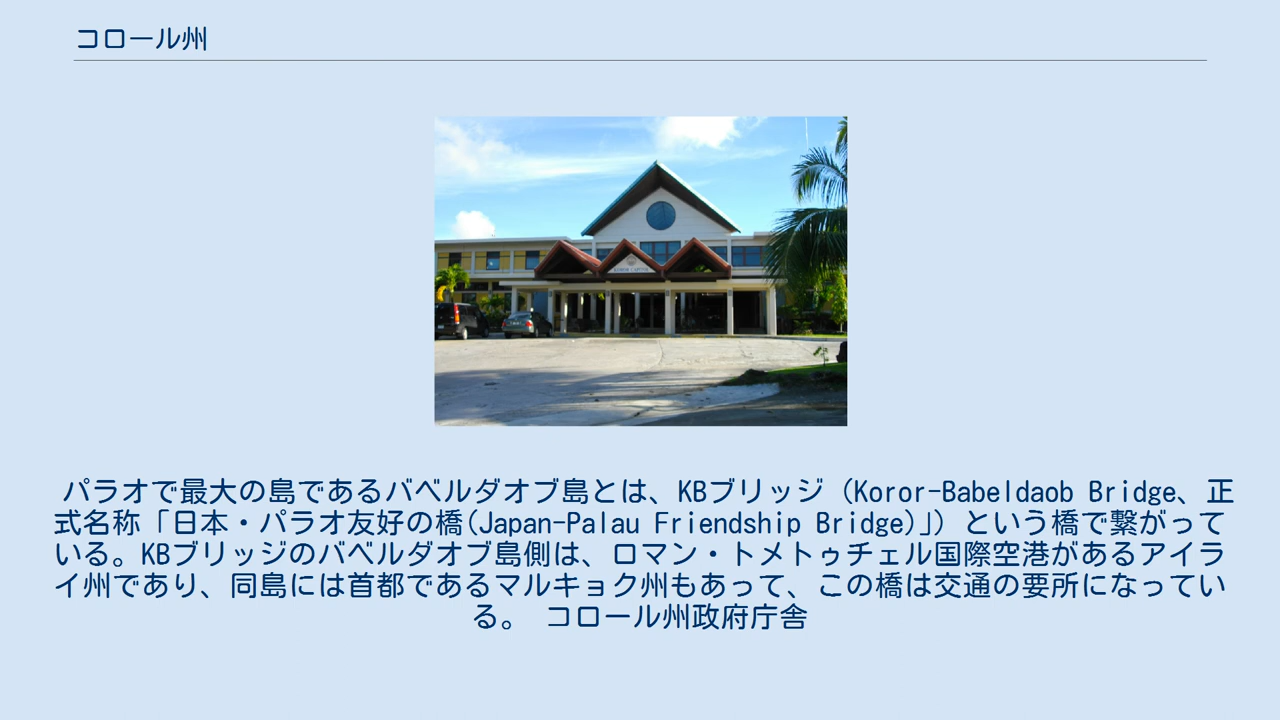 コロール州
パラオで最大の島であるバベルダオブ島とは、KBブリッジ (Koror-Babeldaob Bridge、正
式名称「日本・パラオ友好の橋(Japan-Palau Friendship Bridge)」) という橋で繋がって
いる。KBブリッジのバベルダオブ島側は、ロマン・トメトゥチェル国際空港があるアイラ
イ州であり、同島には首都であるマルキョク州もあって、この橋は交通の要所になってい
る。 コロール州政府庁舎